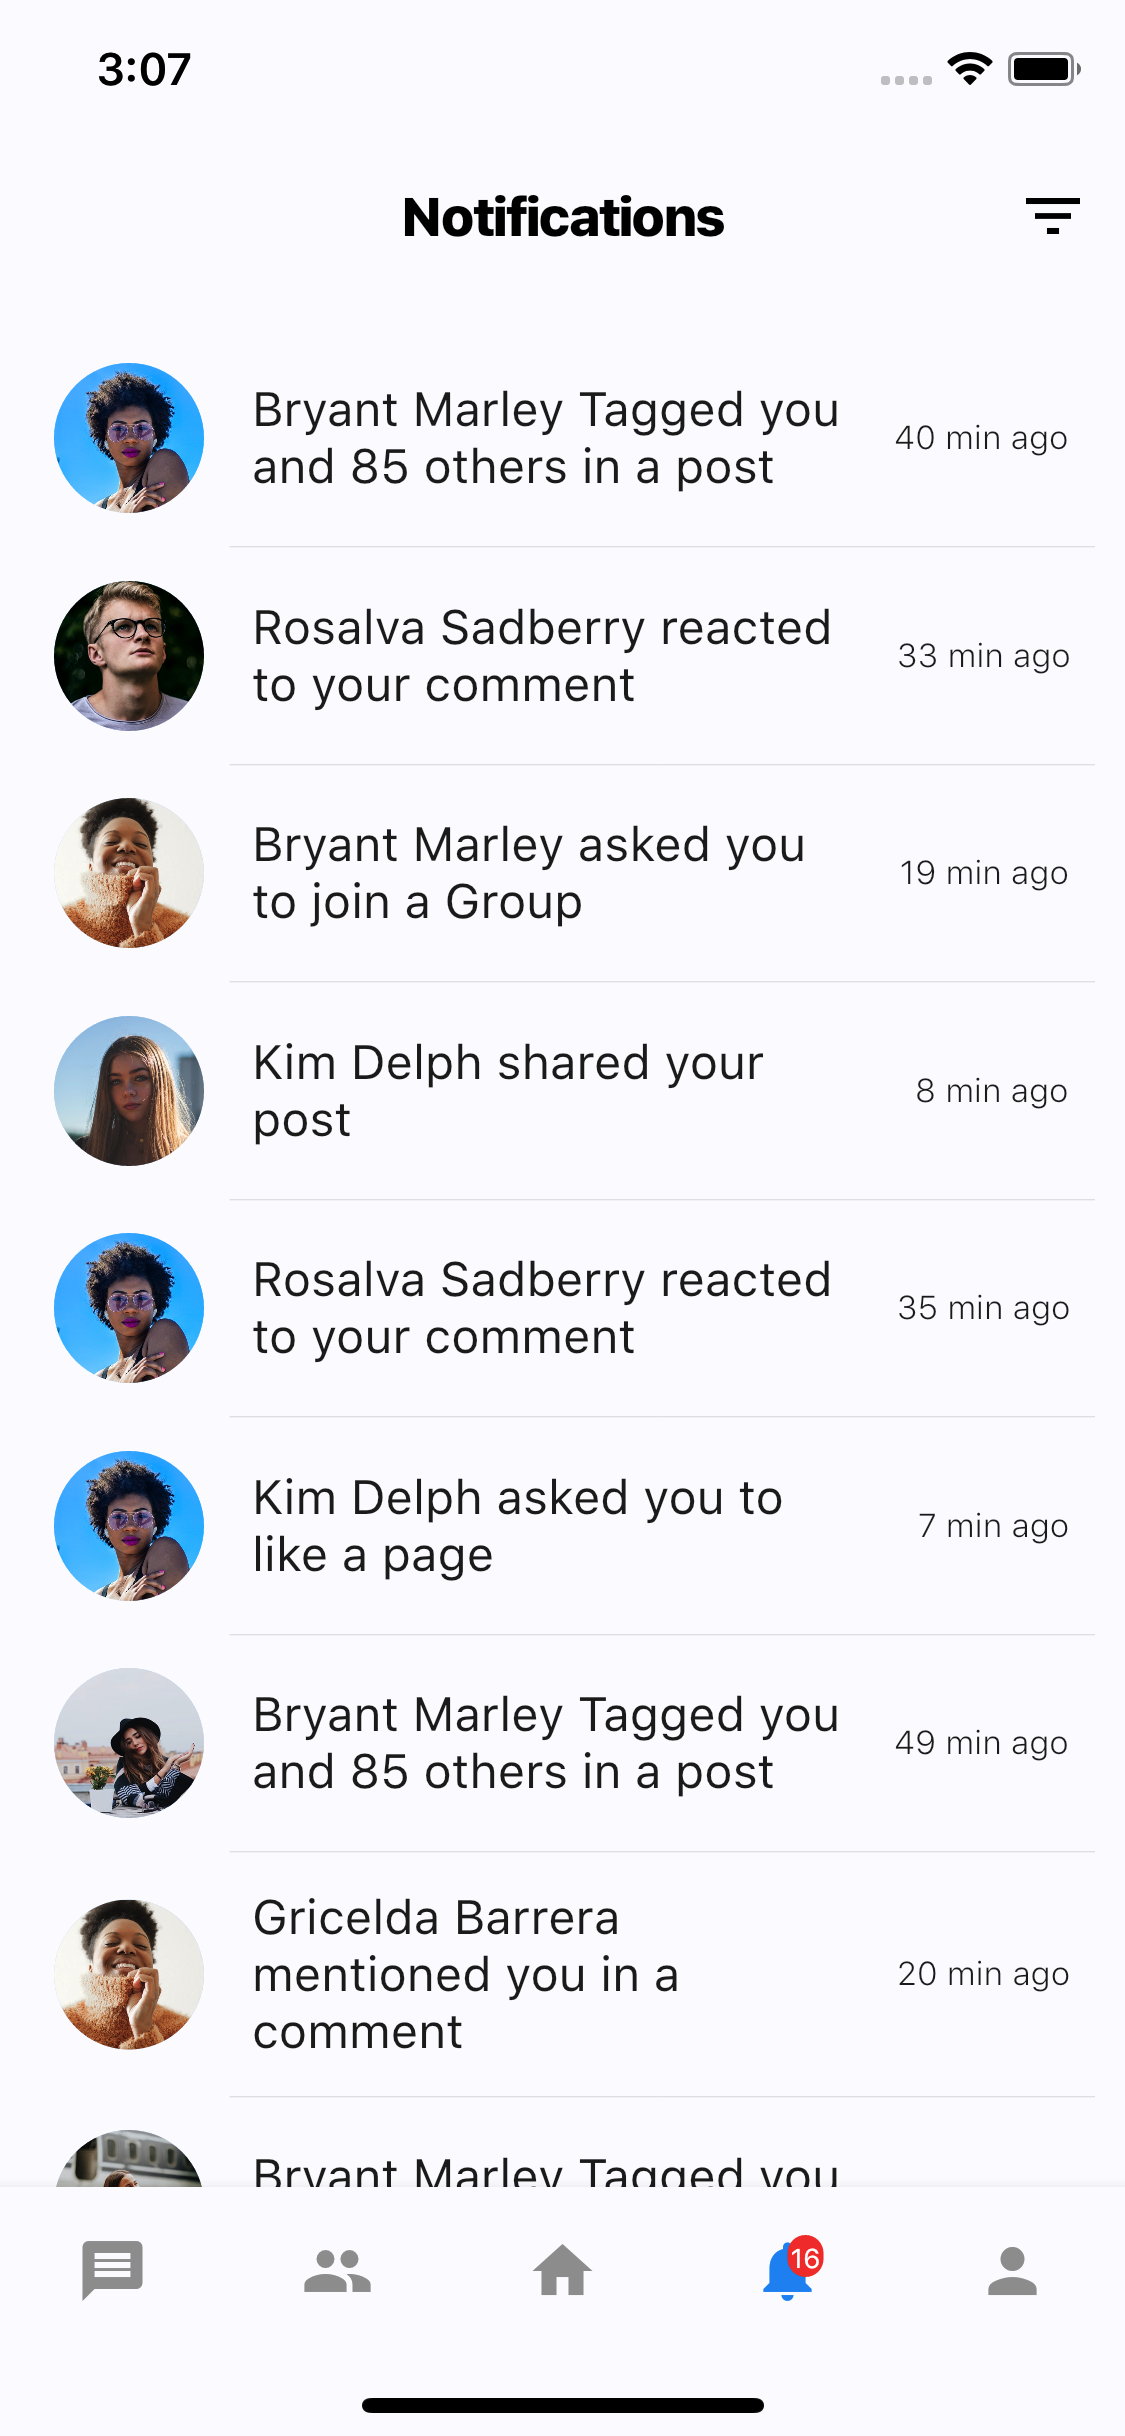 3:07
Notifications
Bryant Marley Tagged you
and 85 others in a post
40 min ago
Rosalva Sadberry reacted
to your comment
33 min ago
Bryant Marley asked you
to join a Group
19 min ago
Kim Delph shared your
post
8 min ago
Rosalva Sadberry reacted
to your comment
35 min ago
Kim Delph asked you to
like a page
7 min ago
Bryant Marley Tagged you
and 85 others in a post
49 min ago
Gricelda Barrera
mentioned you in a
comment
20 min ago
Bryant Marley Tagged you
16